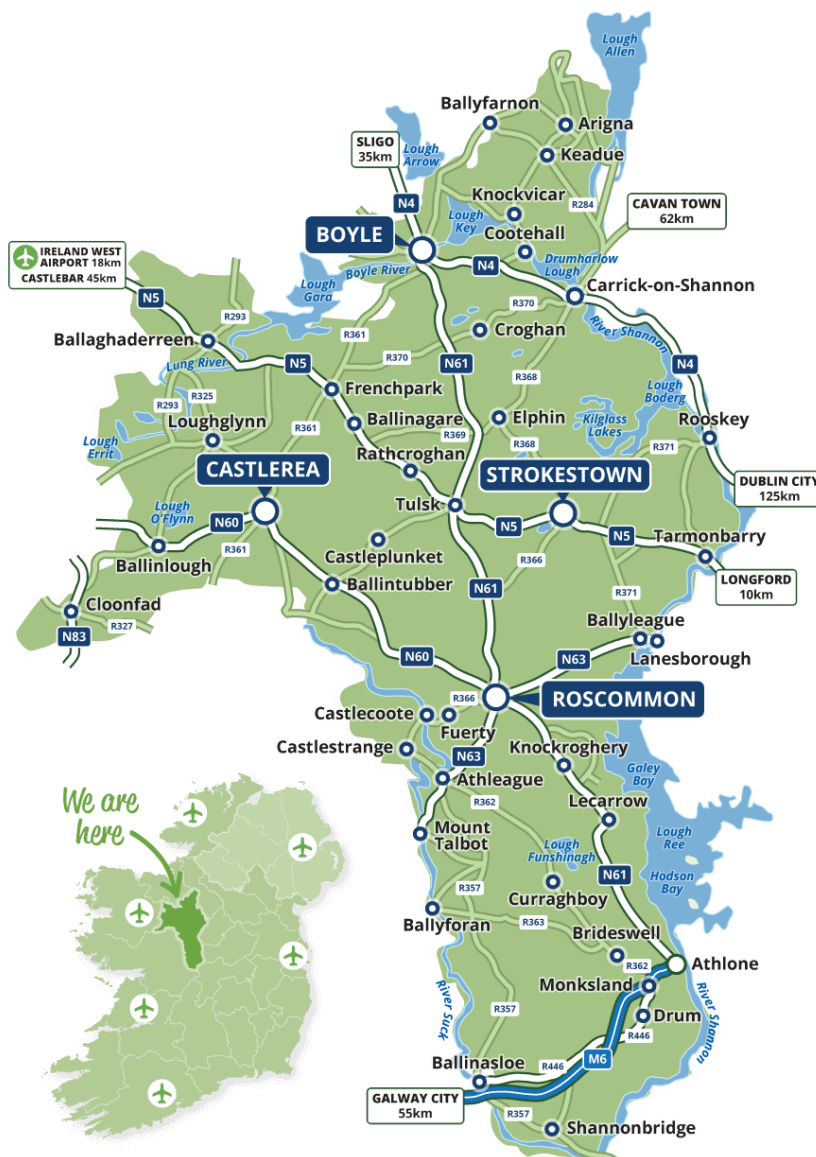 Lough
Allen
Ballyfarnon
Arigna
SLIGO
35km
Lough
Arrow
Keadue
Knockvicar
R284
CAVAN TOWN
62km
N4
Lough
Key
BOYLE
Cootehall
IRELAND WEST
AIRPORT 18km
CASTLEBAR 45km
Boyle River
N4
Drumharlow
Lough
Lough
Gara
Carrick-on-Shannon
N5
R293
R370
River Shannon
Croghan
R361
Ballaghaderreen
Lung River
N5
R370
N61
N4
R368
Lough
Boderg
R325
R293
Frenchpark
Loughglynn
R361
Ballinagare
Elphin
Kilglass
Lakes
Rooskey
R369
R368
R371
Lough
Errit
Rathcroghan
CASTLEREA
STROKESTOWN
DUBLIN CITY
125km
Lough
O'Flynn
N60
Tulsk
N5
N5
Tarmonbarry
Ballinlough
R361
Castleplunket
R366
LONGFORD
10km
Ballintubber
N61
R371
Cloonfad
R327
N83
Ballyleague
N60
N63
Lanesborough
R366
ROSCOMMON
Castlecoote
Fuerty
Castlestrange
N63
Knockroghery
Galey
Bay
Athleague
R362
Lecarrow
We are
here
Mount
Talbot
Lough
Ree
Lough
Funshinagh
N61
Hodson
Bay
R357
Curraghboy
Ballyforan
R363
Brideswell
R362
Athlone
Monksland
River Suck
R357
Drum
River Shannon
R446
M6
Ballinasloe
R446
GALWAY CITY
55km
R357
Shannonbridge